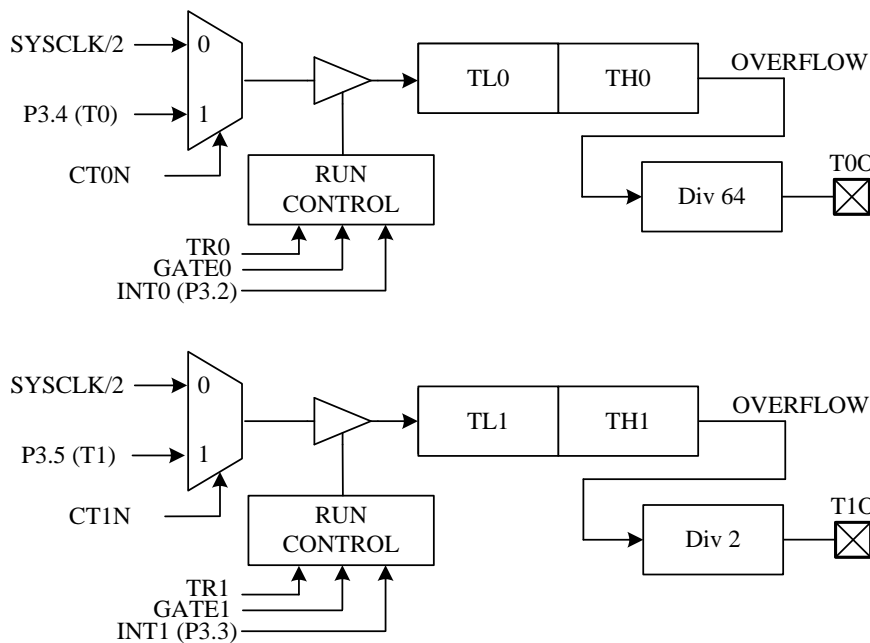 SYSCLK/2
0
TL0
TH0
OVERFLOW
P3.4 (T0)
1
CT0N
RUN
CONTROL
Div 64
T0O
TR0
GATE0
INT0 (P3.2)
SYSCLK/2
0
TL1
TH1
OVERFLOW
P3.5 (T1)
1
CT1N
RUN
CONTROL
Div 2
T1O
TR1
GATE1
INT1 (P3.3)